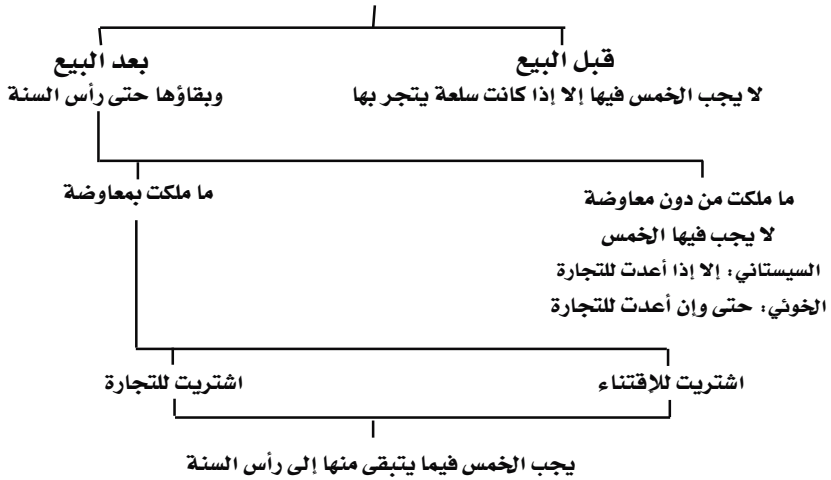 قبل البيع
لا يجب الخمس فيها إلا إذا كانت سلعة يتجر بها
بعد البيع
وبقاؤها حتى رأس السنة
ما ملكت من دون معاوضة
لا يجب فيها الخمس
السيستاني: إلا إذا أعدت للتجارة
الخوئي: حتى وإن أعدت للتجارة
ما ملكت بمعاوضة
اشتريت للإقتناء
اشتريت للتجارة
يجب الخمس فيما يتبقى منها إلى رأس السنة